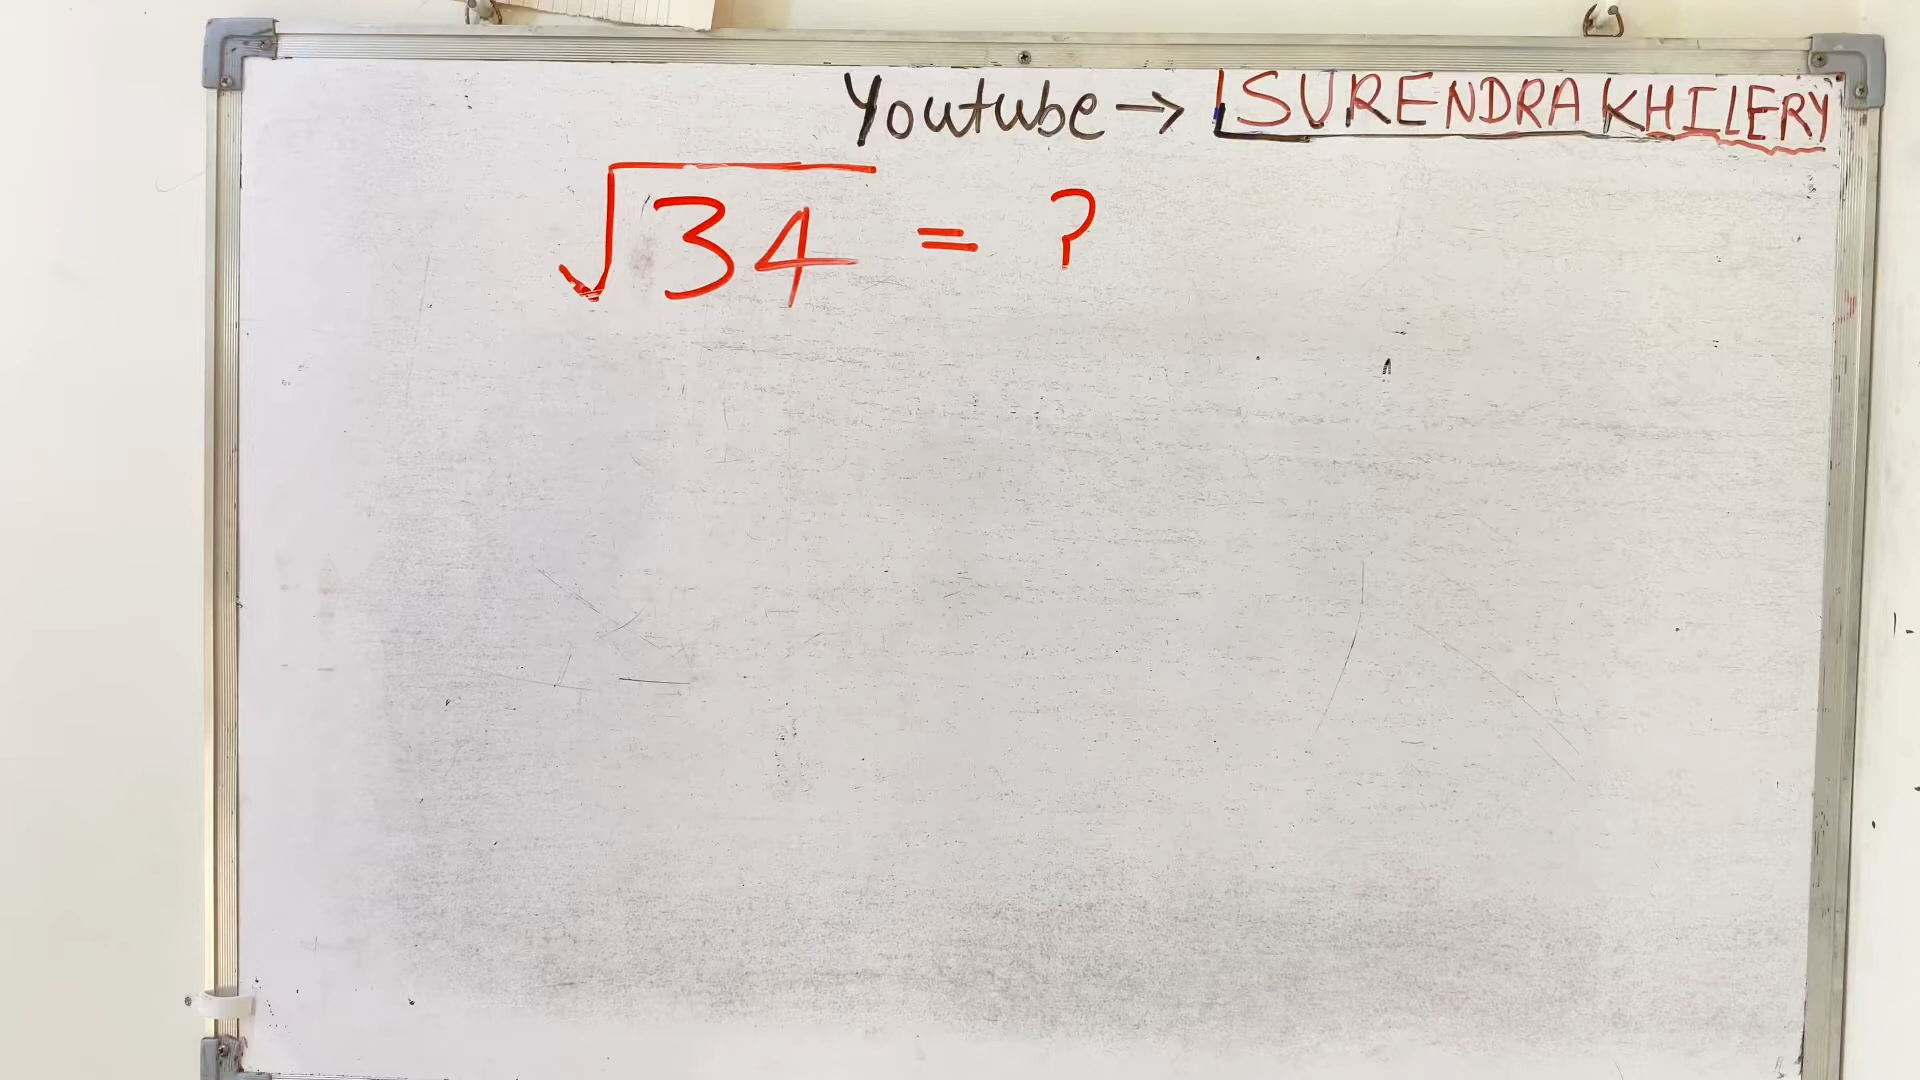 Youtube → SURENDRA KHILERY
√34 = ?